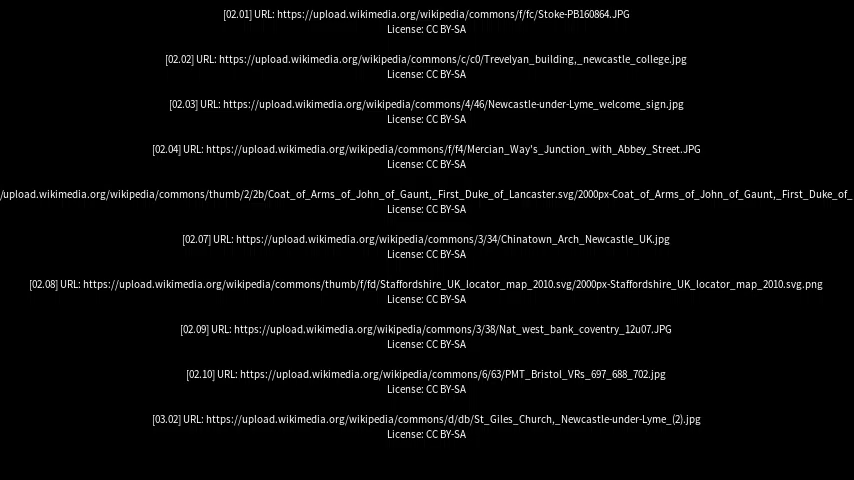 [02.01] URL: https://upload.wikimedia.org/wikipedia/commons/f/fc/Stoke-PB160864.JPG
License: CC BY-SA
[02.02] URL: https://upload.wikimedia.org/wikipedia/commons/c/c0/Trevelyan_building,_newcastle_college.jpg
License: CC BY-SA
[02.03] URL: https://upload.wikimedia.org/wikipedia/commons/4/46/Newcastle-under-Lyme_welcome_sign.jpg
License: CC BY-SA
[02.04] URL: https://upload.wikimedia.org/wikipedia/commons/f/f4/Mercian_Way's_Junction_with_Abbey_Street.JPG
License: CC BY-SA
/upload.wikimedia.org/wikipedia/commons/thumb/2/2b/Coat_of_Arms_of_John_of_Gaunt,_First_Duke_of_Lancaster.svg/2000px-Coat_of_Arms_of_John_of_Gaunt,_First_Duke_of_
License: CC BY-SA
[02.07] URL: https://upload.wikimedia.org/wikipedia/commons/3/34/Chinatown_Arch_Newcastle_UK.jpg
License: CC BY-SA
[02.08] URL: https://upload.wikimedia.org/wikipedia/commons/thumb/f/fd/Staffordshire_UK_locator_map_2010.svg/2000px-Staffordshire_UK_locator_map_2010.svg.png
License: CC BY-SA
[02.09] URL: https://upload.wikimedia.org/wikipedia/commons/3/38/Nat_west_bank_coventry_12u07.JPG
License: CC BY-SA
[02.10] URL: https://upload.wikimedia.org/wikipedia/commons/6/63/PMT_Bristol_VRs_697_688_702.jpg
License: CC BY-SA
[03.02] URL: https://upload.wikimedia.org/wikipedia/commons/d/db/St_Giles_Church,_Newcastle-under-Lyme_(2).jpg
License: CC BY-SA